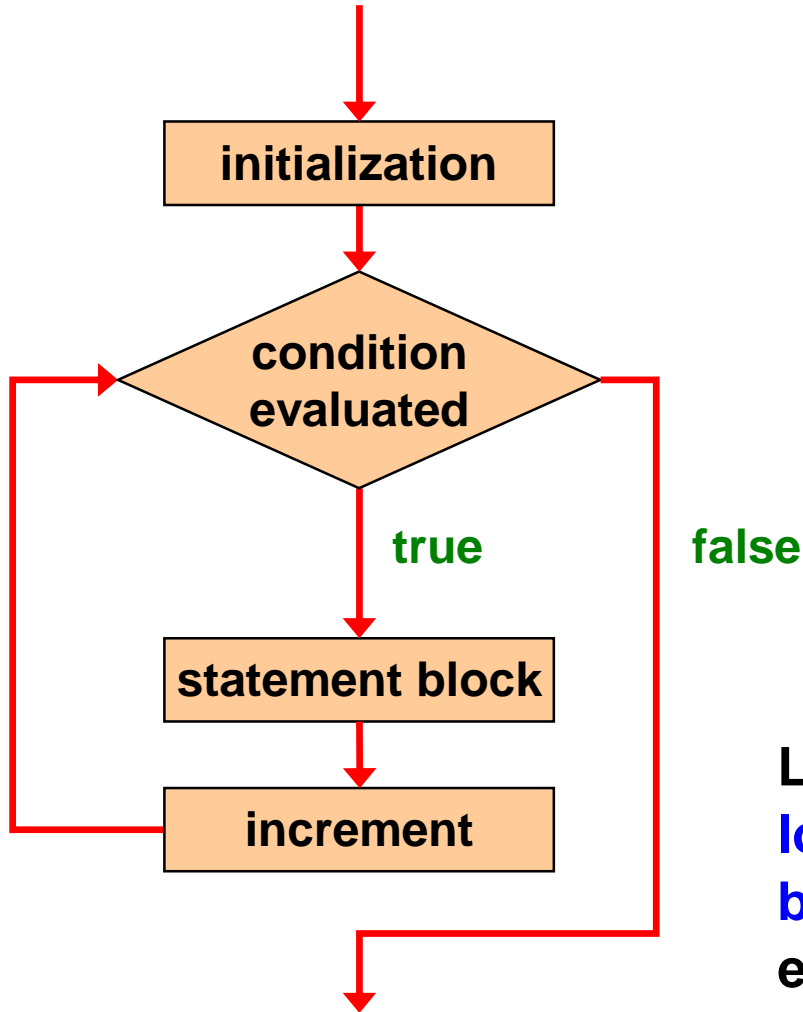 initialization
condition
evaluated
true
false
statement block
increment